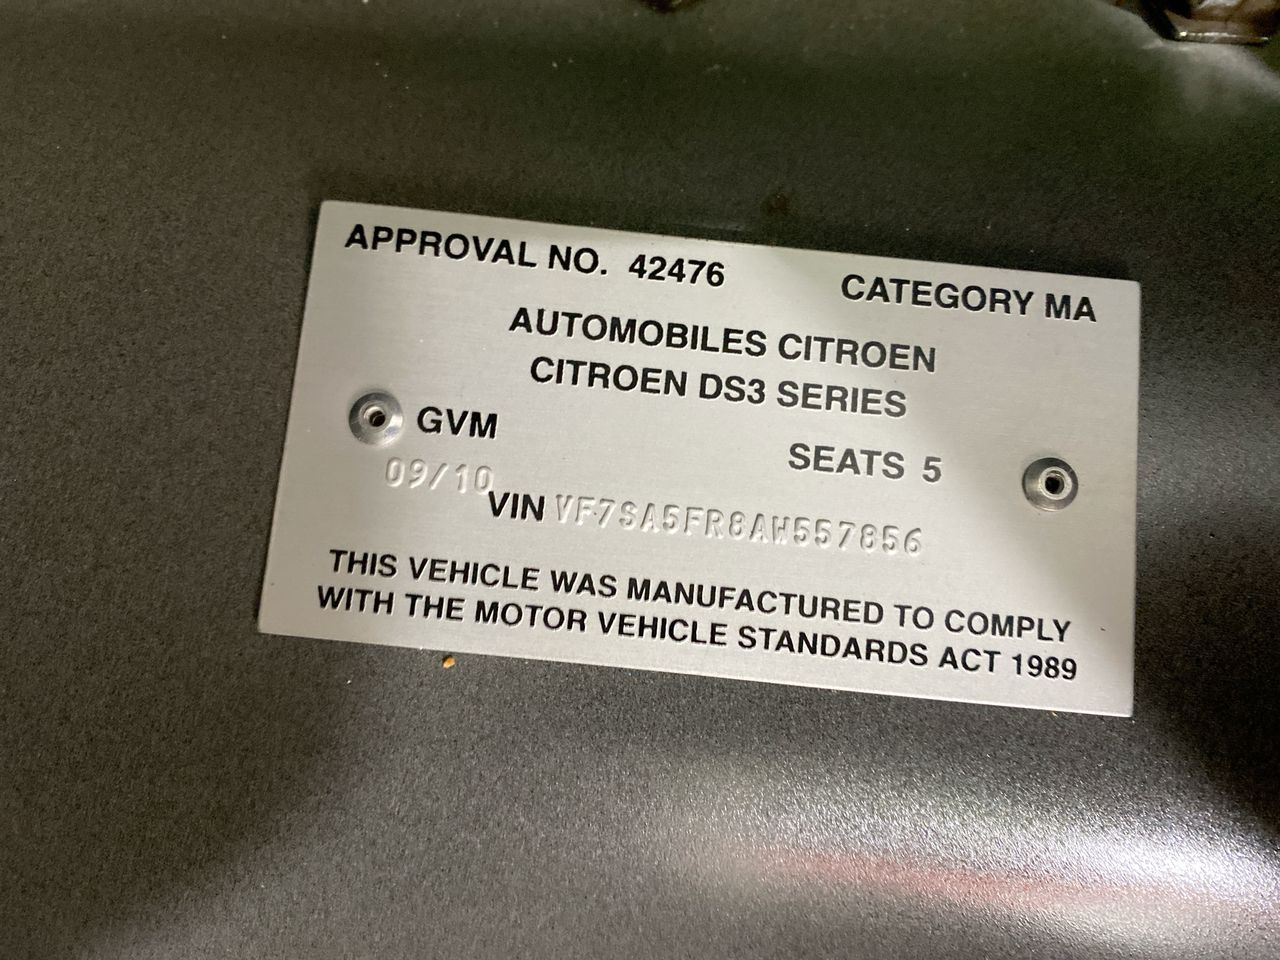 APPROVAL NO. 42476 CATEGORY MA
AUTOMOBILES CITROEN
CITROEN DS3 SERIES
GVM SEATS 5
09/10
VIN VF7SA5FR8AW557856
THIS VEHICLE WAS MANUFACTURED TO COMPLY
WITH THE MOTOR VEHICLE STANDARDS ACT 1989